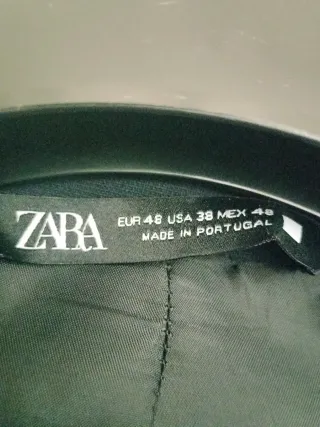 ZARA
EUR 48 USA 38 MEX 48
MADE IN PORTUGAL